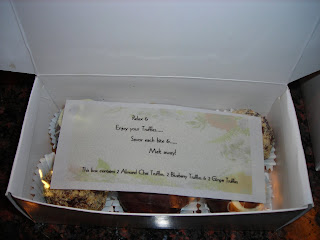 Relax &
Enjoy your Truffles.....
Savor each bite &.....
Melt away!
This box contains 2 Almond Chai Truffles, 2 Blueberry Truffles & 2 Ginger Truffles